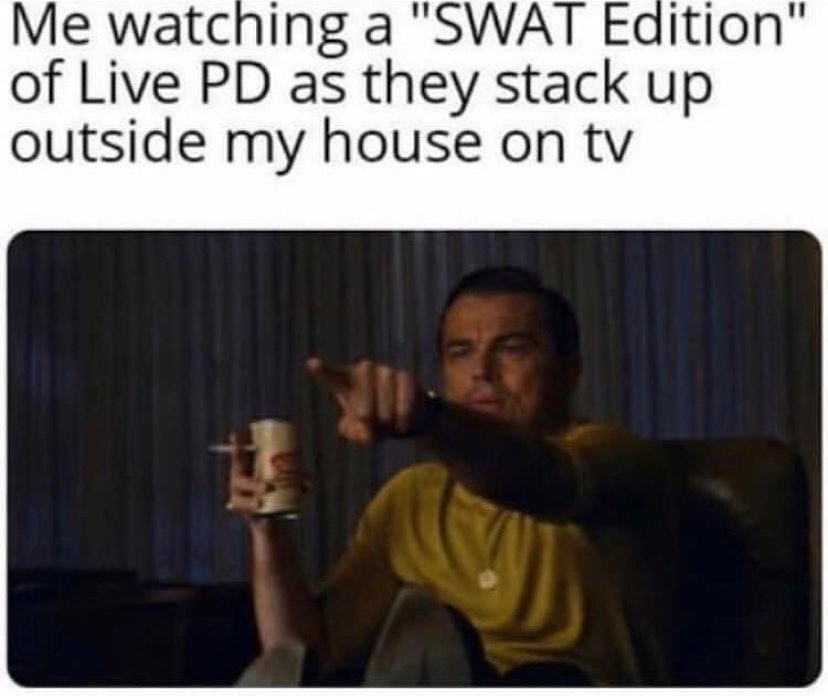 Me watching a "SWAT Edition"
of Live PD as they stack up
outside my house on tv